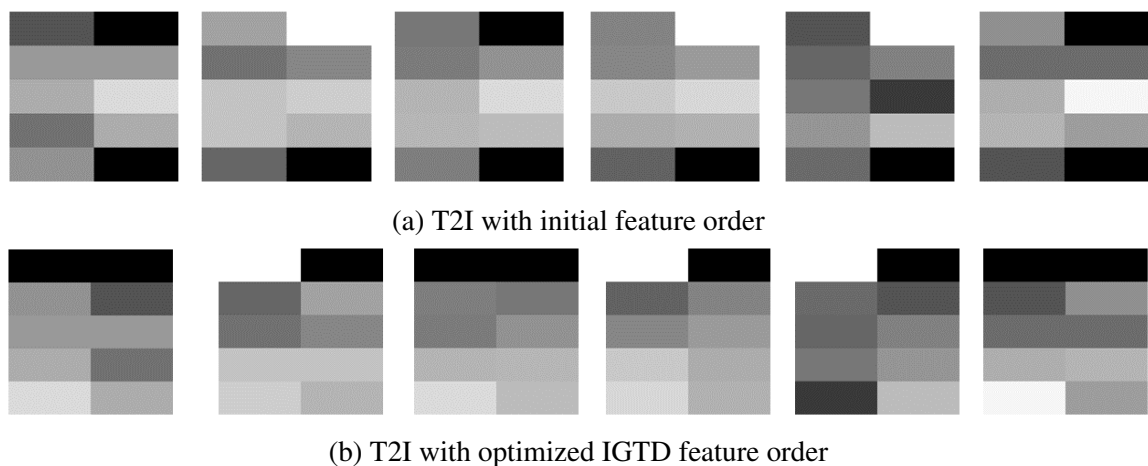 (a) T2I with initial feature order
(b) T2I with optimized IGTD feature order